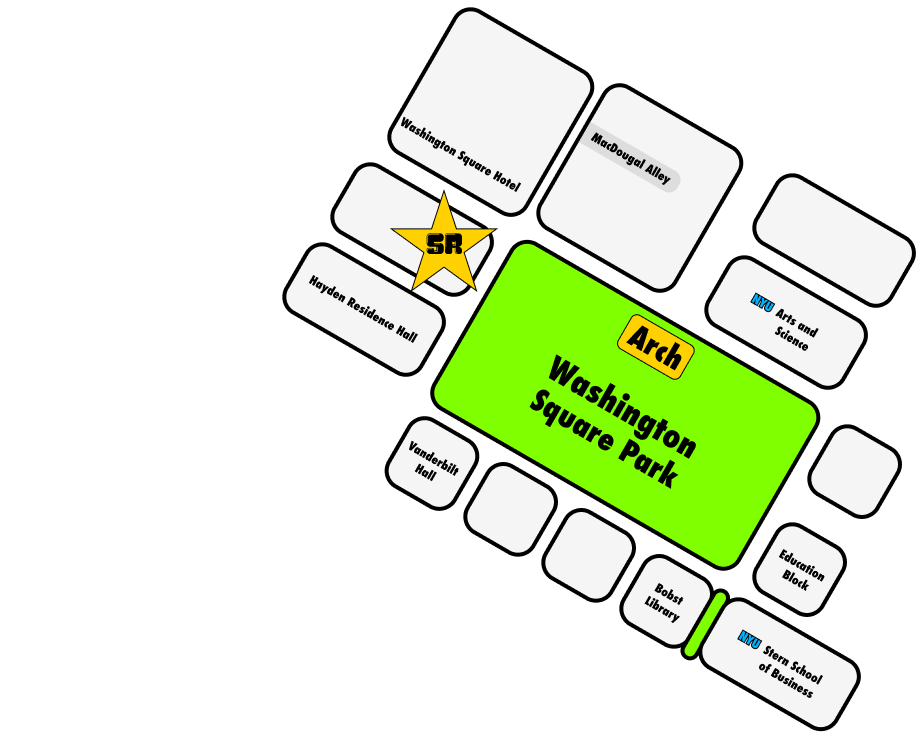 Washington Square Hotel
MacDougal Alley
SR
Hayden Residence Hall
NYU Arts and
Science
Arch
Washington
Square Park
Vanderbilt
Hall
Education
Block
Bobst
Library
NYU Stern School
of Business